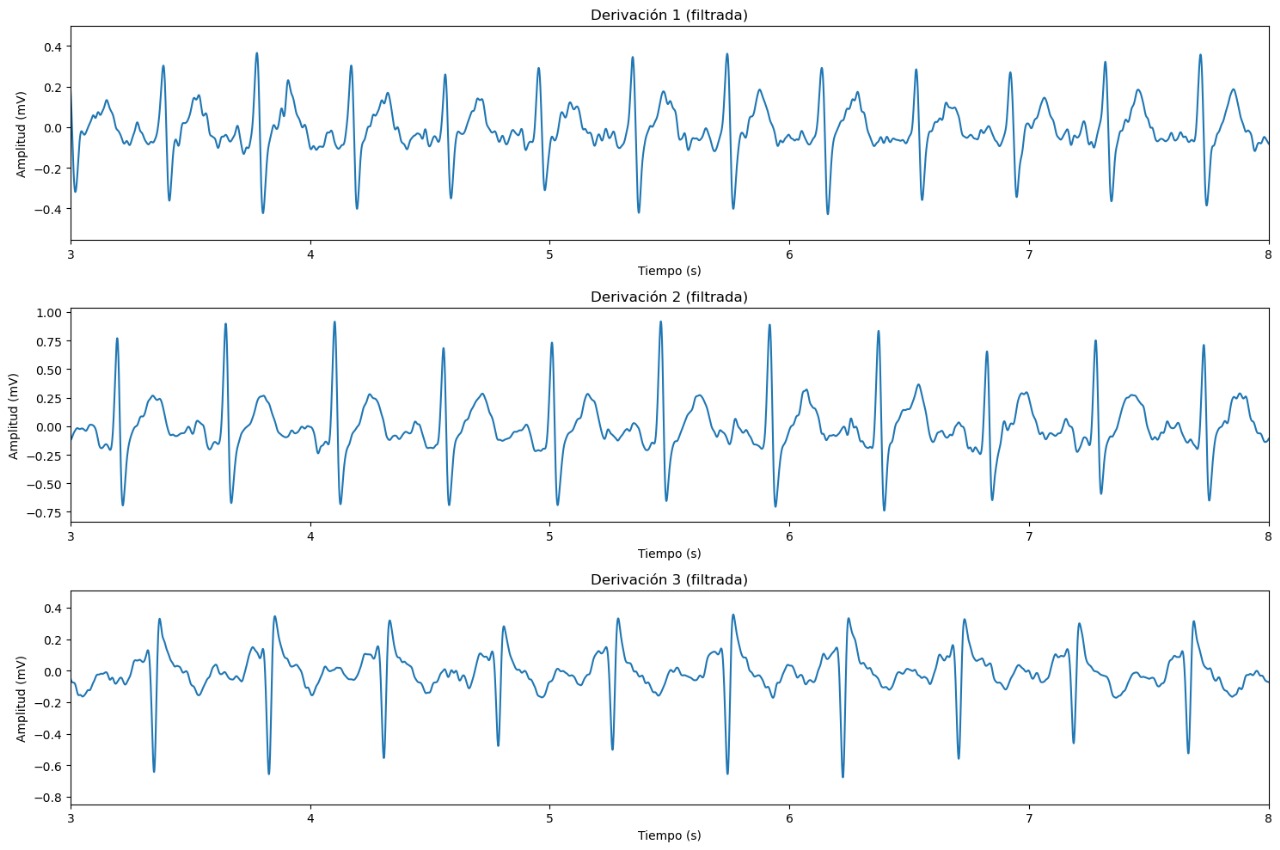 Derivación 1 (filtrada)
Amplitud (mV)
0.4
0.2
0.0
−0.2
−0.4
3 4 5 6 7 8
Tiempo (s)
Derivación 2 (filtrada)
Amplitud (mV)
1.00
0.75
0.50
0.25
0.00
−0.25
−0.50
−0.75
3 4 5 6 7 8
Tiempo (s)
Derivación 3 (filtrada)
Amplitud (mV)
0.4
0.2
0.0
−0.2
−0.4
−0.6
−0.8
3 4 5 6 7 8
Tiempo (s)